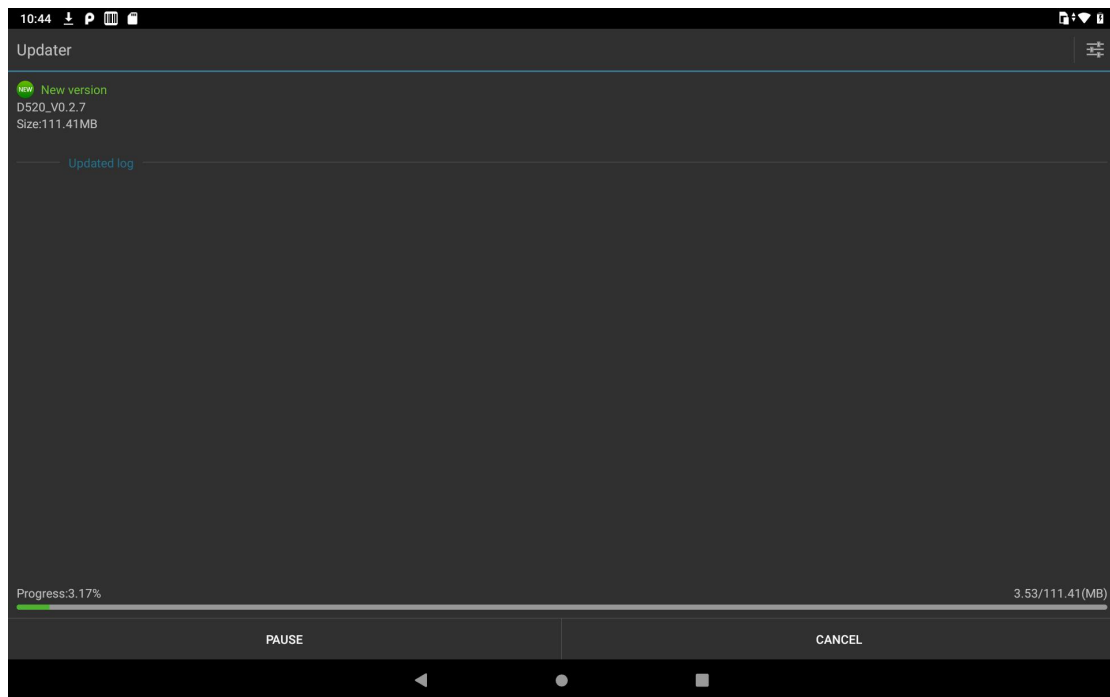 10:44
Updater
NEW New version
D520_V0.2.7
Size:111.41MB
Updated log
Progress:3.17% 3.53/111.41(MB)
PAUSE CANCEL